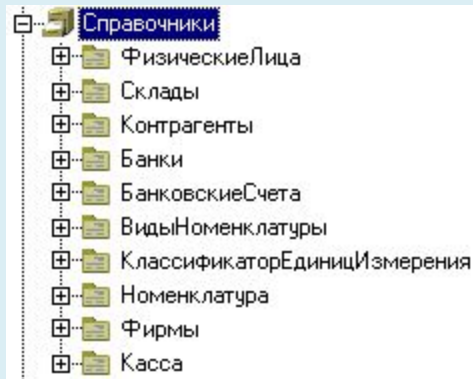 Справочники
ФизическиеЛица
Склады
Контрагенты
Банки
БанковскиеСчета
ВидыНоменклатуры
КлассификаторЕдиницИзмерения
Номенклатура
Фирмы
Касса